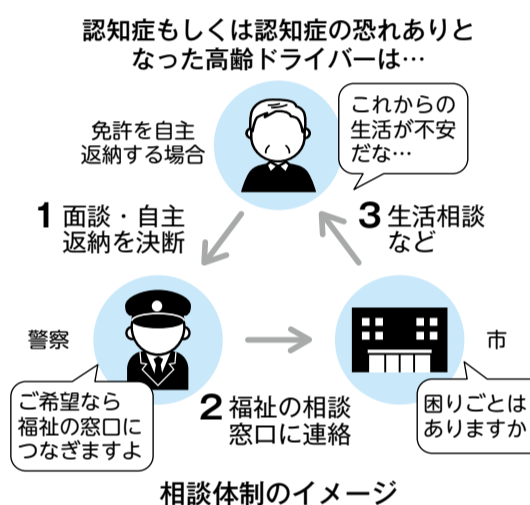 認知症もしくは認知症の恐れありと
なった高齢ドライバーは…
免許を自主
返納する場合
これからの
生活が不安
だな…
1 面談・自主
返納を決断
3 生活相談
など
警察
市
ご希望なら
福祉の窓口に
つなぎますよ
2 福祉の相談
窓口に連絡
困りごとは
ありますか
相談体制のイメージ